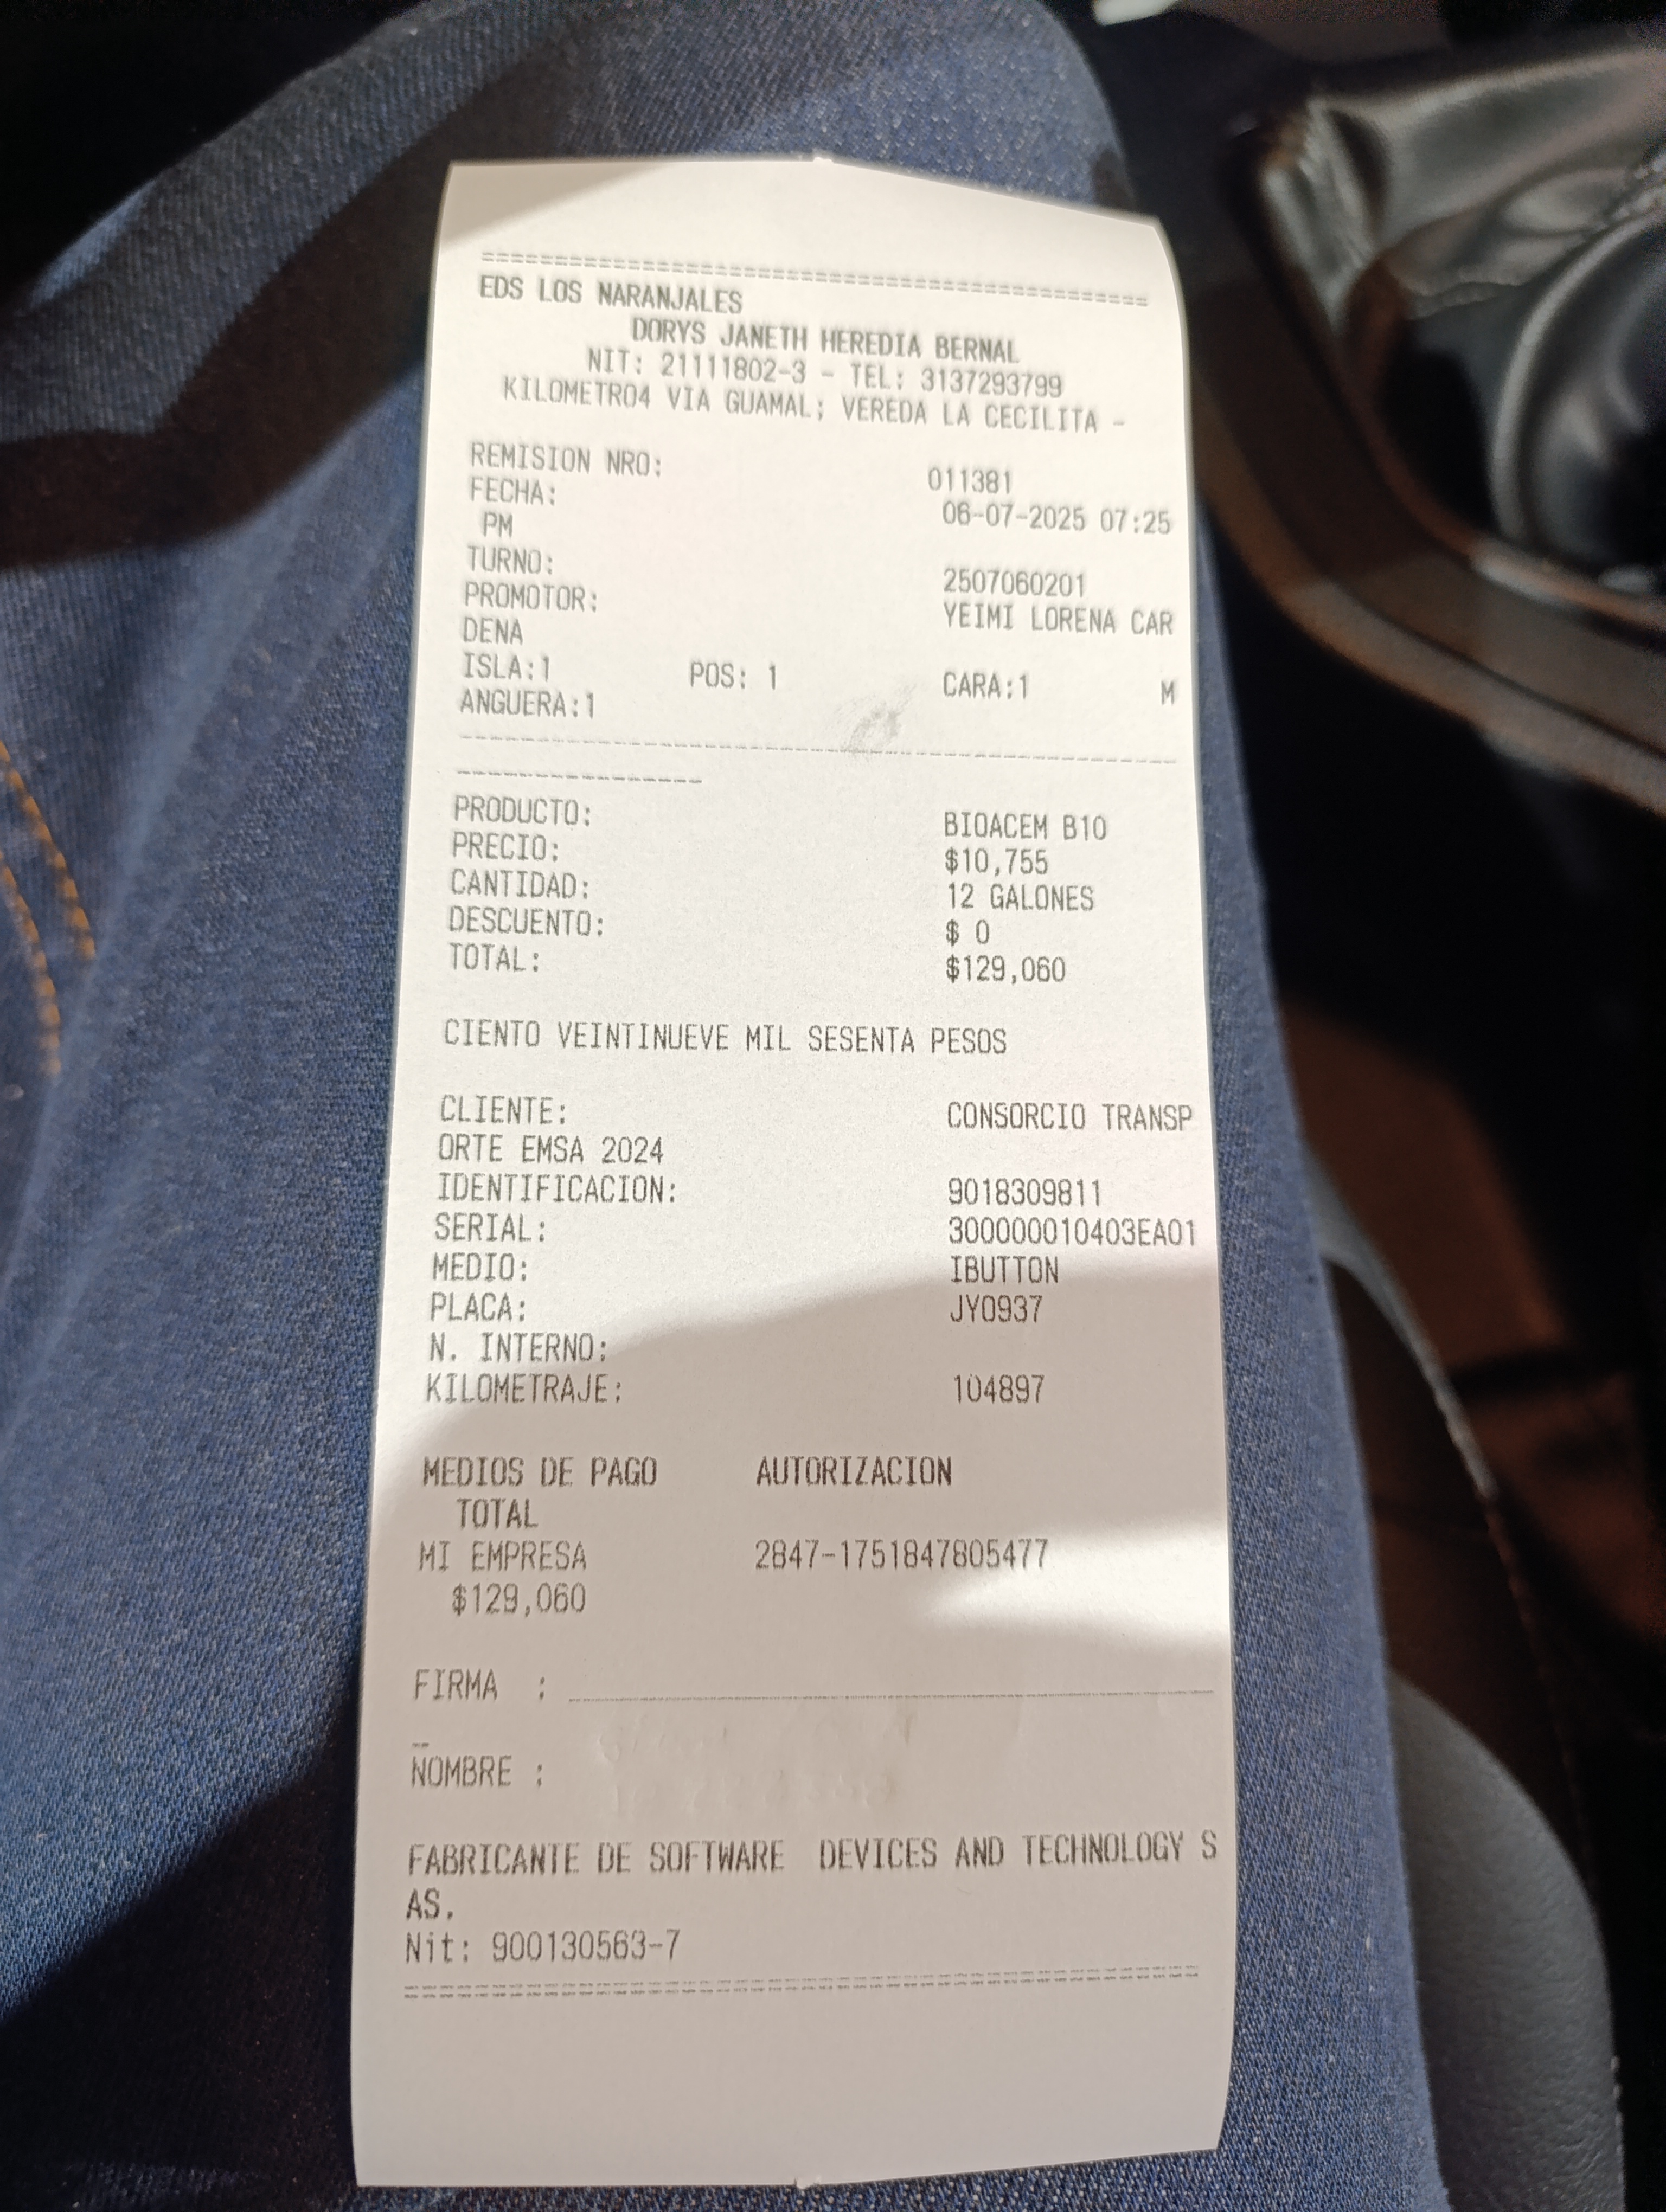 EDS LOS NARANJALES
DORYS JANETH HEREDIA BERNAL
NIT: 21111802-3 - TEL: 3137293799
KILOMETRO4 VIA GUAMAL; VEREDA LA CECILITA -
REMISION NRO: 011381
FECHA: 06-07-2025 07:25
PM
TURNO: 2507060201
PROMOTOR: YEIMI LORENA CAR
DENA
ISLA:1 POS: 1 CARA:1 M
ANGUERA:1
PRODUCTO: BIOACEM B10
PRECIO: $10,755
CANTIDAD: 12 GALONES
DESCUENTO: $ 0
TOTAL: $129,060
CIENTO VEINTINUEVE MIL SESENTA PESOS
CLIENTE: CONSORCIO TRANSP
ORTE EMSA 2024
IDENTIFICACION: 9018309811
SERIAL: 300000010403EA01
MEDIO: IBUTTON
PLACA: JYO937
N. INTERNO:
KILOMETRAJE: 104897
MEDIOS DE PAGO AUTORIZACION
TOTAL
MI EMPRESA 2847-1751847805477
$129,060
FIRMA :
NOMBRE :
FABRICANTE DE SOFTWARE DEVICES AND TECHNOLOGY S
AS.
Nit: 900130563-7